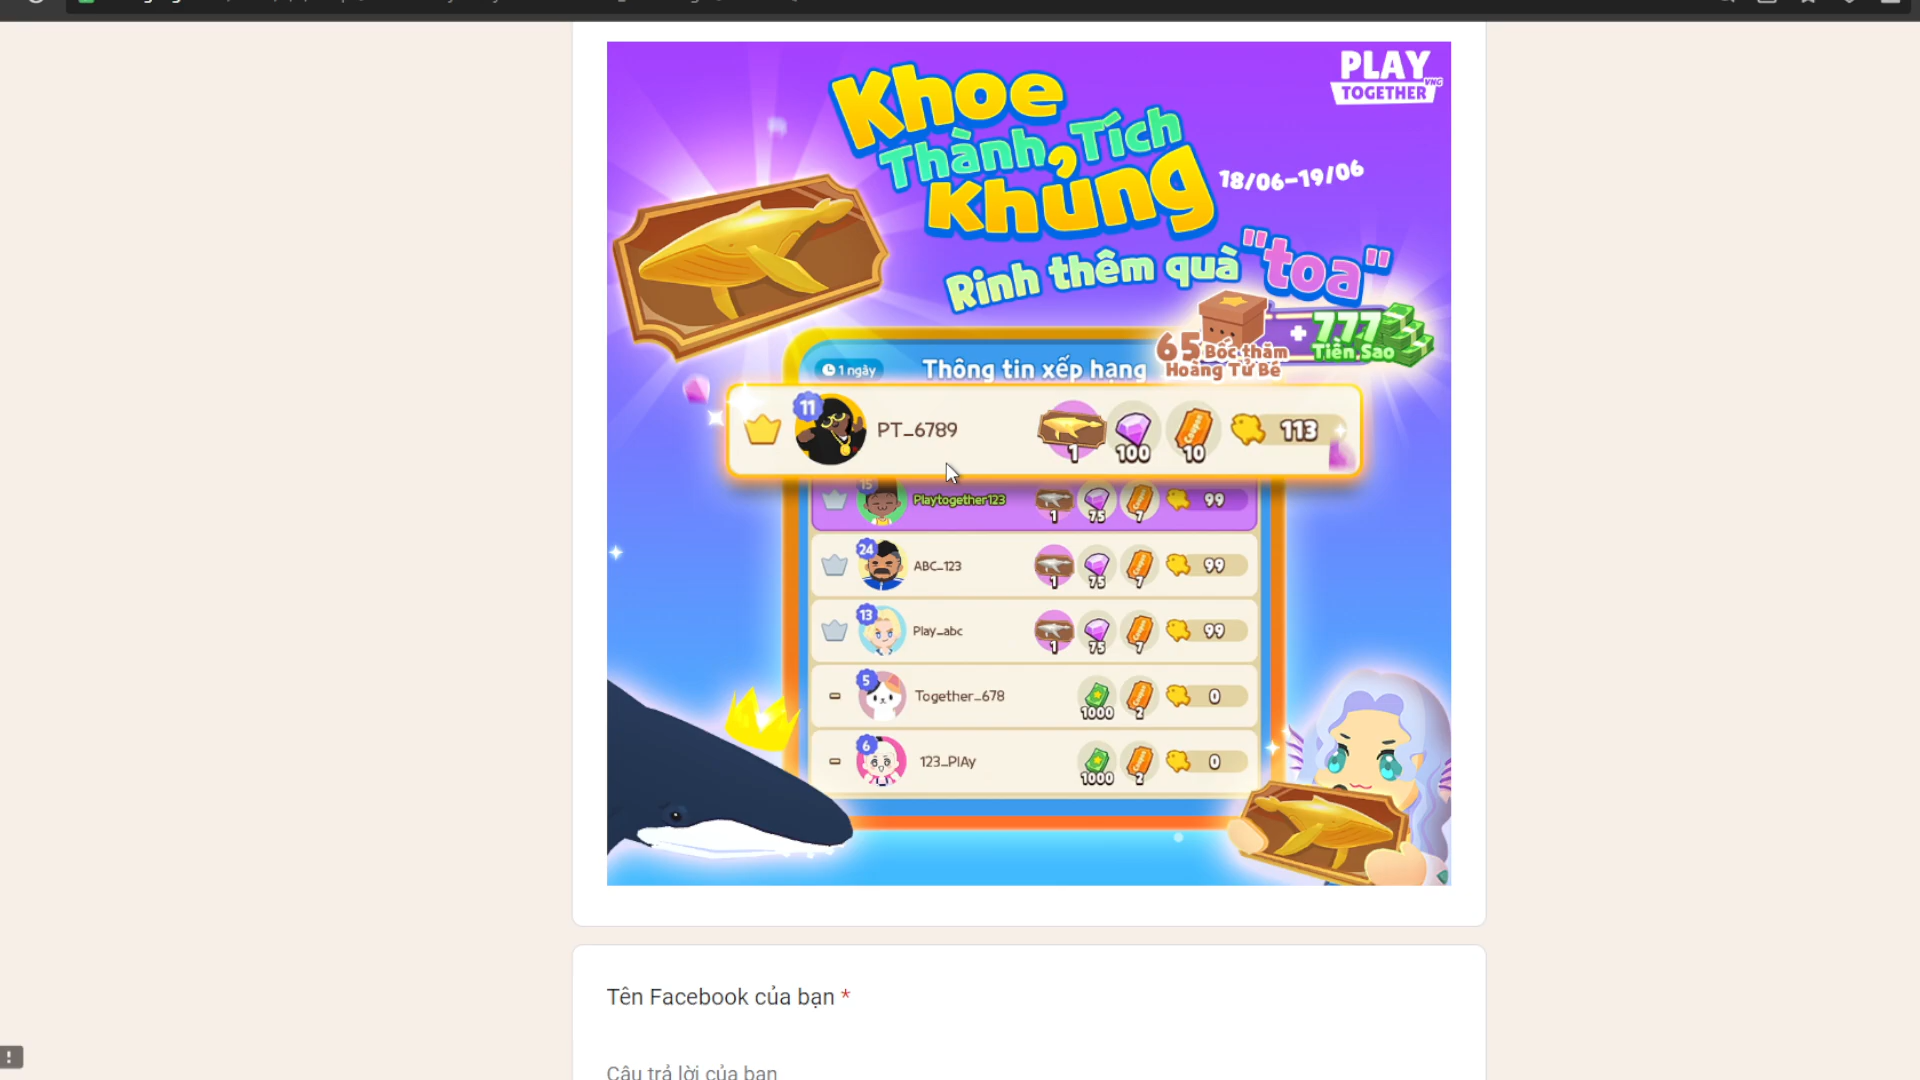 PLAY
VNG
TOGETHER
Khoe
Thành Tích
Khủng
18/06-19/06
Rinh thêm quà "toa"
65 Bốc thăm
Hoàng Tử Bé
+ 777
Tiền Sao
1 ngày
Thông tin xếp hạng
11 PT_6789 1 100 Coupon 10 113
15 Playtogether123 1 75 7 99
24 ABC_123 1 75 7 99
13 Play_abc 1 75 7 99
5 Together_678 1000 2 0
6 123_PlAy 1000 2 0
Tên Facebook của bạn *
Câu trả lời của bạn